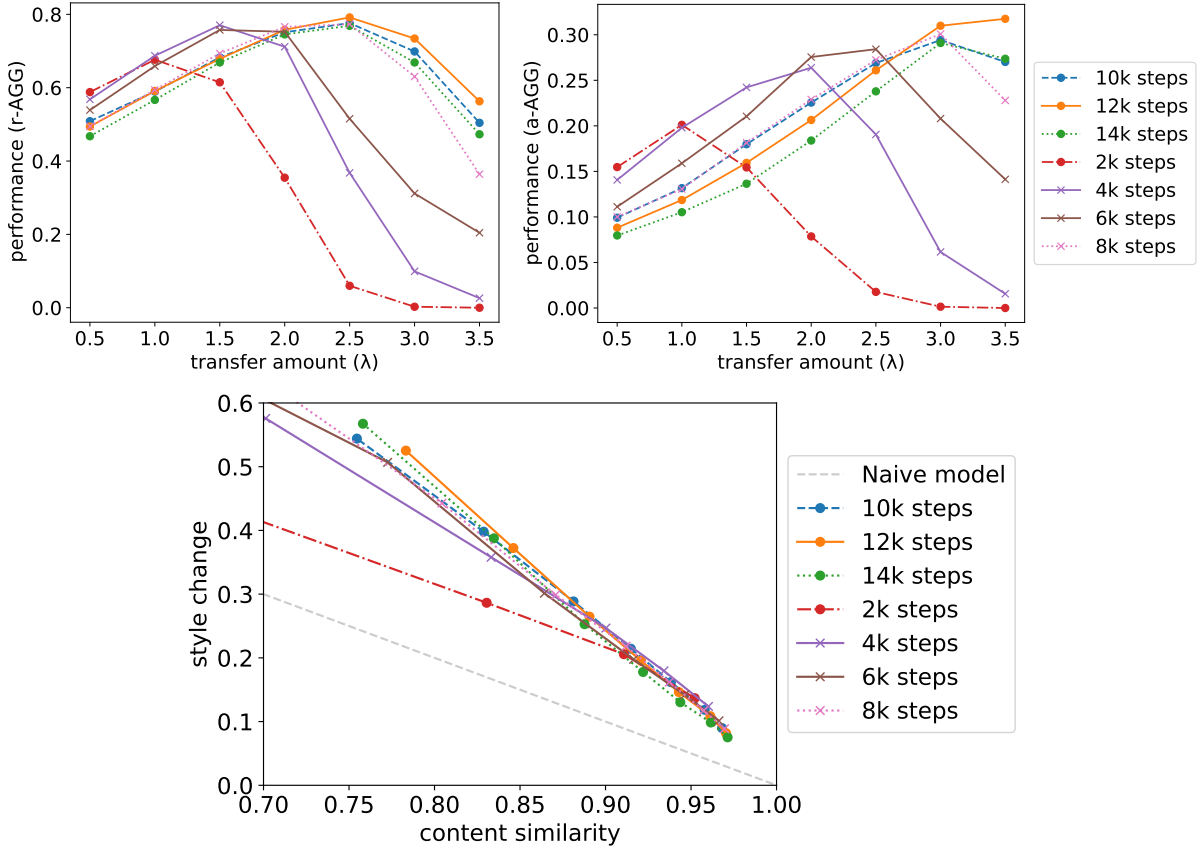 performance (r-AGG)
0.8
0.6
0.4
0.2
0.0
0.5 1.0 1.5 2.0 2.5 3.0 3.5
transfer amount (λ)
performance (a-AGG)
0.30
0.25
0.20
0.15
0.10
0.05
0.00
0.5 1.0 1.5 2.0 2.5 3.0 3.5
transfer amount (λ)
10k steps
12k steps
14k steps
2k steps
4k steps
6k steps
8k steps
style change
0.6
0.5
0.4
0.3
0.2
0.1
0.0
0.70 0.75 0.80 0.85 0.90 0.95 1.00
content similarity
Naive model
10k steps
12k steps
14k steps
2k steps
4k steps
6k steps
8k steps